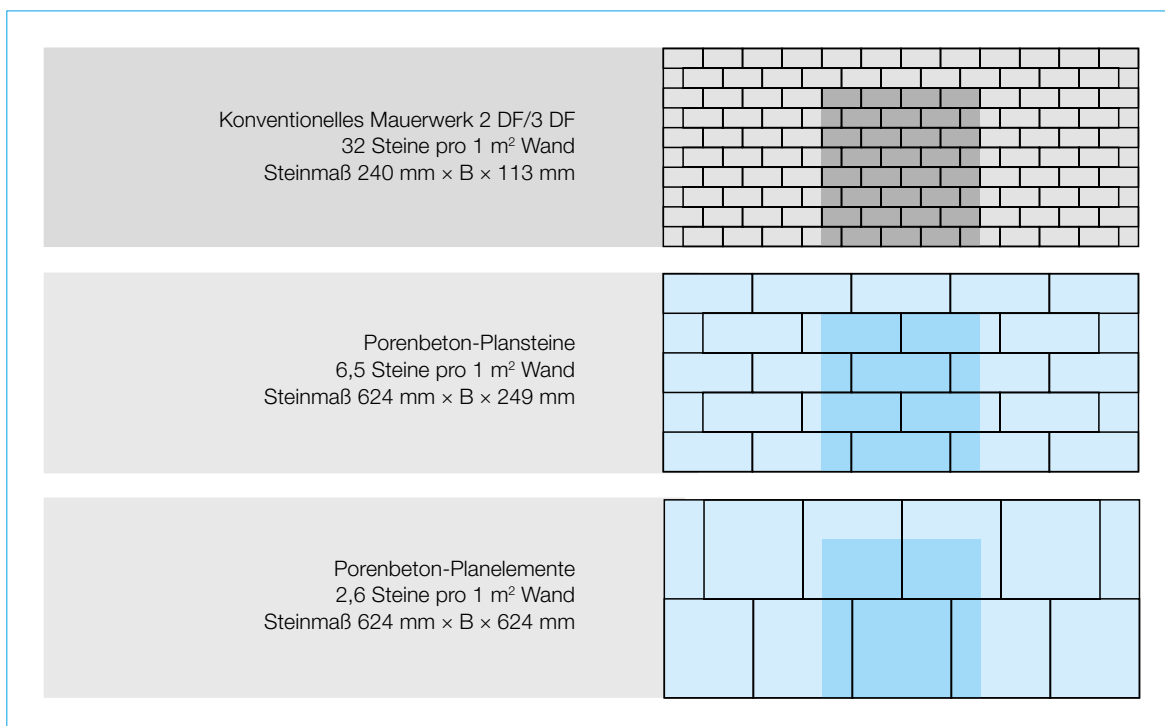 Konventionelles Mauerwerk 2 DF/3 DF
32 Steine pro 1 m² Wand
Steinmaß 240 mm × B × 113 mm
Porenbeton-Plansteine
6,5 Steine pro 1 m² Wand
Steinmaß 624 mm × B × 249 mm
Porenbeton-Planelemente
2,6 Steine pro 1 m² Wand
Steinmaß 624 mm × B × 624 mm